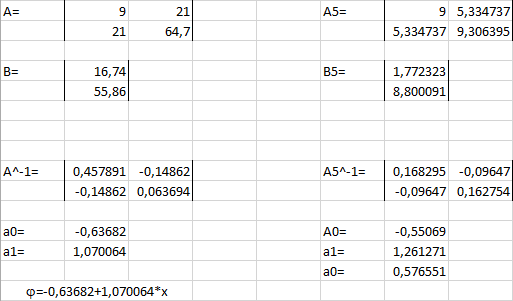 A= 9 21 A5= 9 5,334737
21 64,7 5,334737 9,306395
B= 16,74 B5= 1,772323
55,86 8,800091
A^-1= 0,457891 -0,14862 A5^-1= 0,168295 -0,09647
-0,14862 0,063694 -0,09647 0,162754
a0= -0,63682 A0= -0,55069
a1= 1,070064 a1= 1,261271
a0= 0,576551
φ=-0,63682+1,070064*x